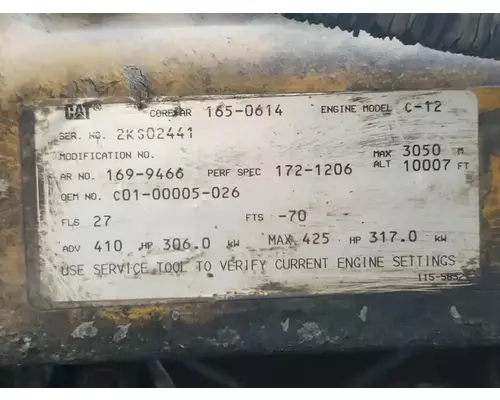 CAT® CORE AR 165-0614 ENGINE MODEL C-12
SER. NO. 2KS02441
MODIFICATION NO.
AR NO. 169-9466 PERF SPEC 172-1206 MAX ALT 3050 M 10007 FT
OEM NO. C01-00005-026
FLS 27 FTS -70
ADV 410 HP 306.0 kW MAX 425 HP 317.0 kW
USE SERVICE TOOL TO VERIFY CURRENT ENGINE SETTINGS